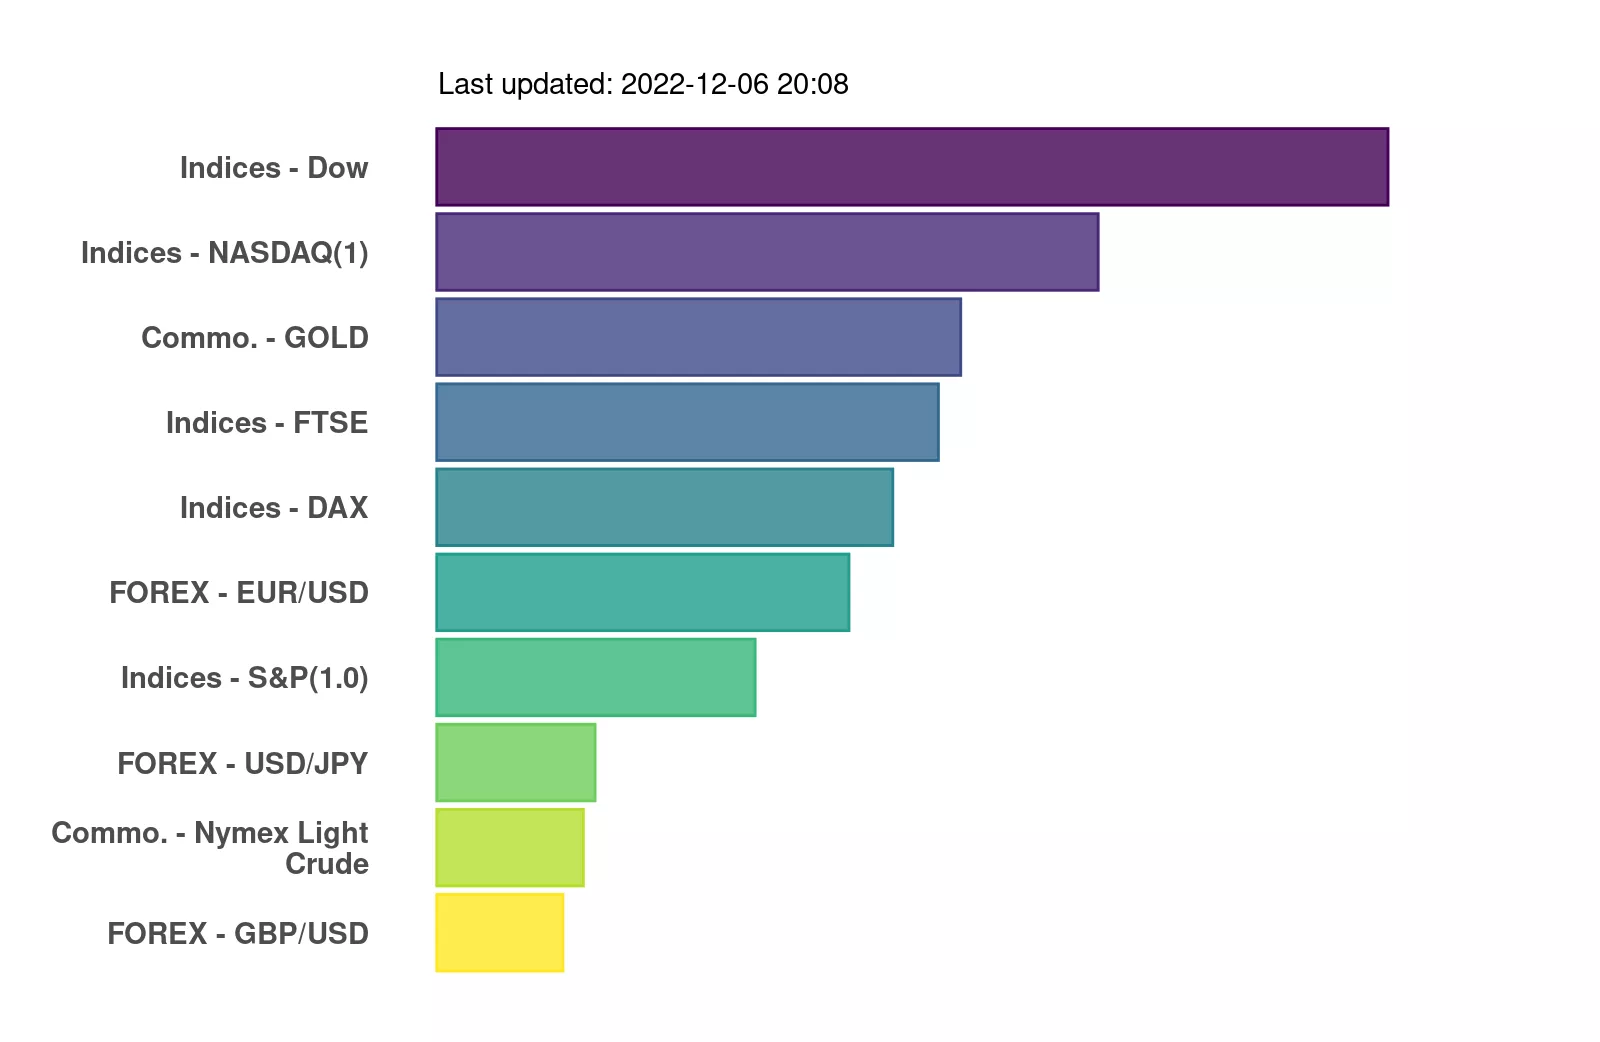 Last updated: 2022-12-06 20:08
Indices - Dow
Indices - NASDAQ(1)
Commo. - GOLD
Indices - FTSE
Indices - DAX
FOREX - EUR/USD
Indices - S&P(1.0)
FOREX - USD/JPY
Commo. - Nymex Light
Crude
FOREX - GBP/USD